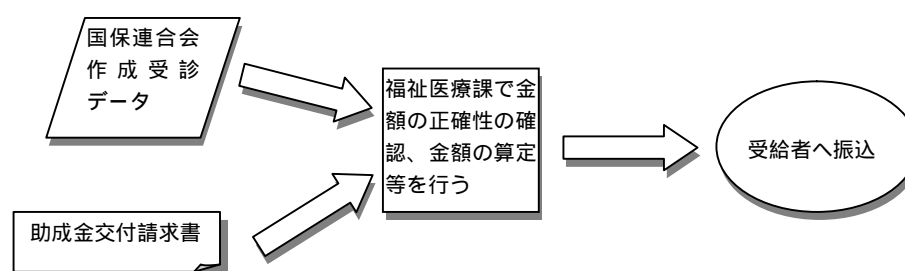 国保連合会
作成受診
データ
福祉医療課で金
額の正確性の確
認、金額の算定
等を行う
受給者へ振込
助成金交付請求書